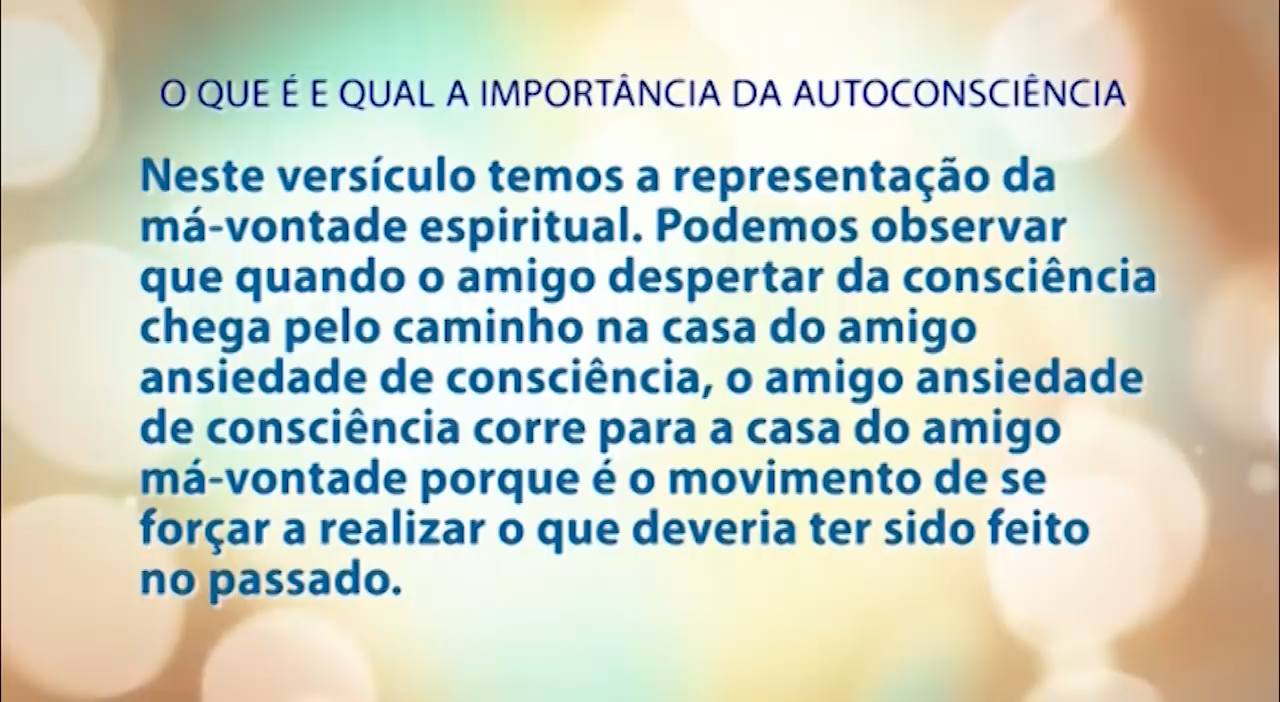 O QUE É E QUAL A IMPORTÂNCIA DA AUTOCONSCIÊNCIA
Neste versículo temos a representação da
má-vontade espiritual. Podemos observar
que quando o amigo despertar da consciência
chega pelo caminho na casa do amigo
ansiedade de consciência, o amigo ansiedade
de consciência corre para a casa do amigo
má-vontade porque é o movimento de se
forçar a realizar o que deveria ter sido feito
no passado.